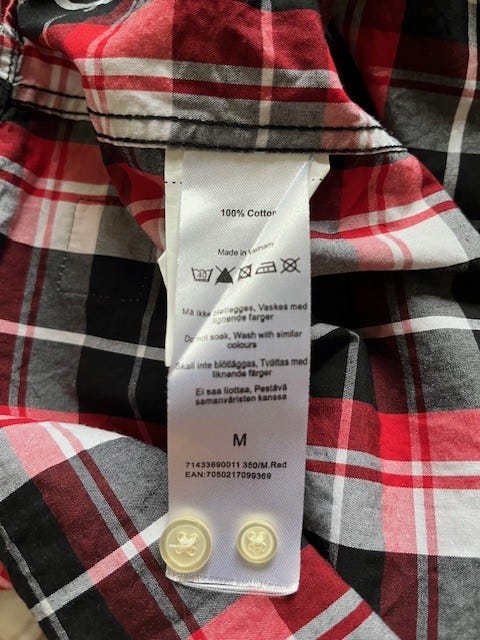 100% Cotton
Made in Vietnam
40
Må ikke bløtlegges, Vaskes med
lignende farger
Do not soak, Wash with similar
colours
Skall inte blötläggas, Tvättas med
liknande färger
Ei saa liottaa, Pestävä
samanväristen kanssa
M
71433690011 350/M.Red
EAN:7050217099369